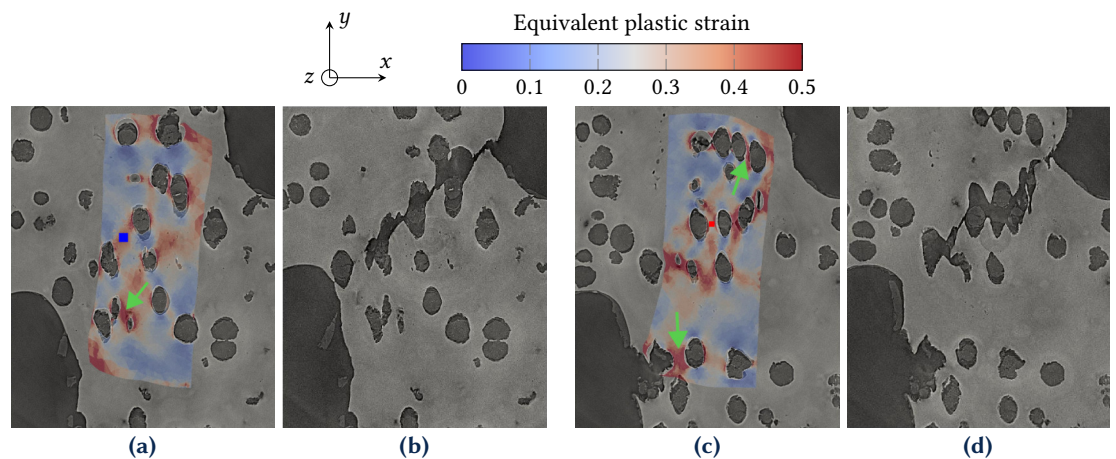 y
Equivalent plastic strain
z
x
0 0.1 0.2 0.3 0.4 0.5
(a) (b) (c) (d)